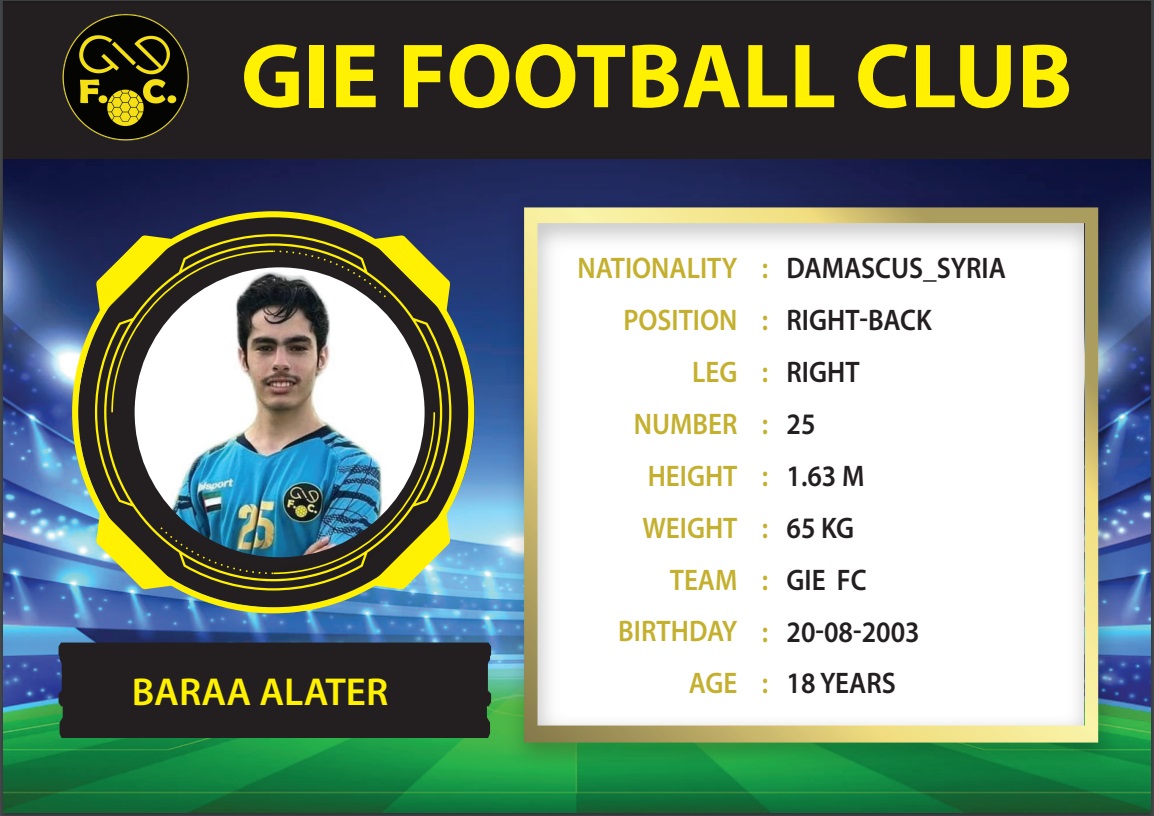 GIE
F. C.
GIE FOOTBALL CLUB
NATIONALITY : DAMASCUS_SYRIA
POSITION : RIGHT-BACK
LEG : RIGHT
NUMBER : 25
HEIGHT : 1.63 M
WEIGHT : 65 KG
TEAM : GIE FC
BIRTHDAY : 20-08-2003
AGE : 18 YEARS
25
F. C.
BARAA ALATER